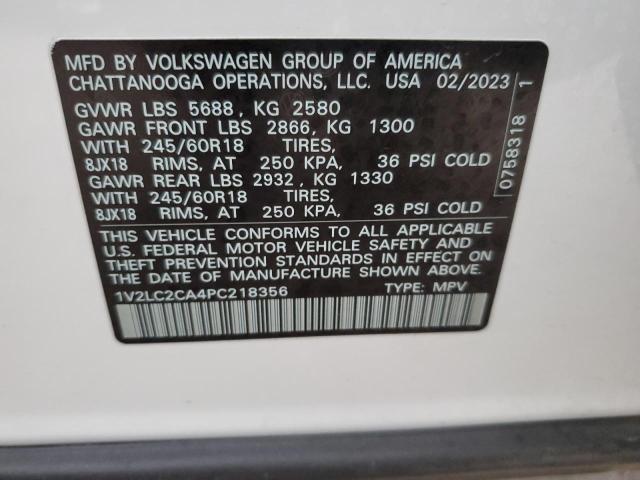 MFD BY VOLKSWAGEN GROUP OF AMERICA
CHATTANOOGA OPERATIONS, LLC. USA 02/2023
GVWR LBS 5688, KG 2580
GAWR FRONT LBS 2866, KG 1300
WITH 245/60R18 TIRES,
8JX18 RIMS, AT 250 KPA, 36 PSI COLD
GAWR REAR LBS 2932, KG 1330
WITH 245/60R18 TIRES,
8JX18 RIMS, AT 250 KPA, 36 PSI COLD
THIS VEHICLE CONFORMS TO ALL APPLICABLE
U.S. FEDERAL MOTOR VEHICLE SAFETY AND
THEFT PREVENTION STANDARDS IN EFFECT ON
THE DATE OF MANUFACTURE SHOWN ABOVE.
1V2LC2CA4PC218356 TYPE: MPV
0758318 1